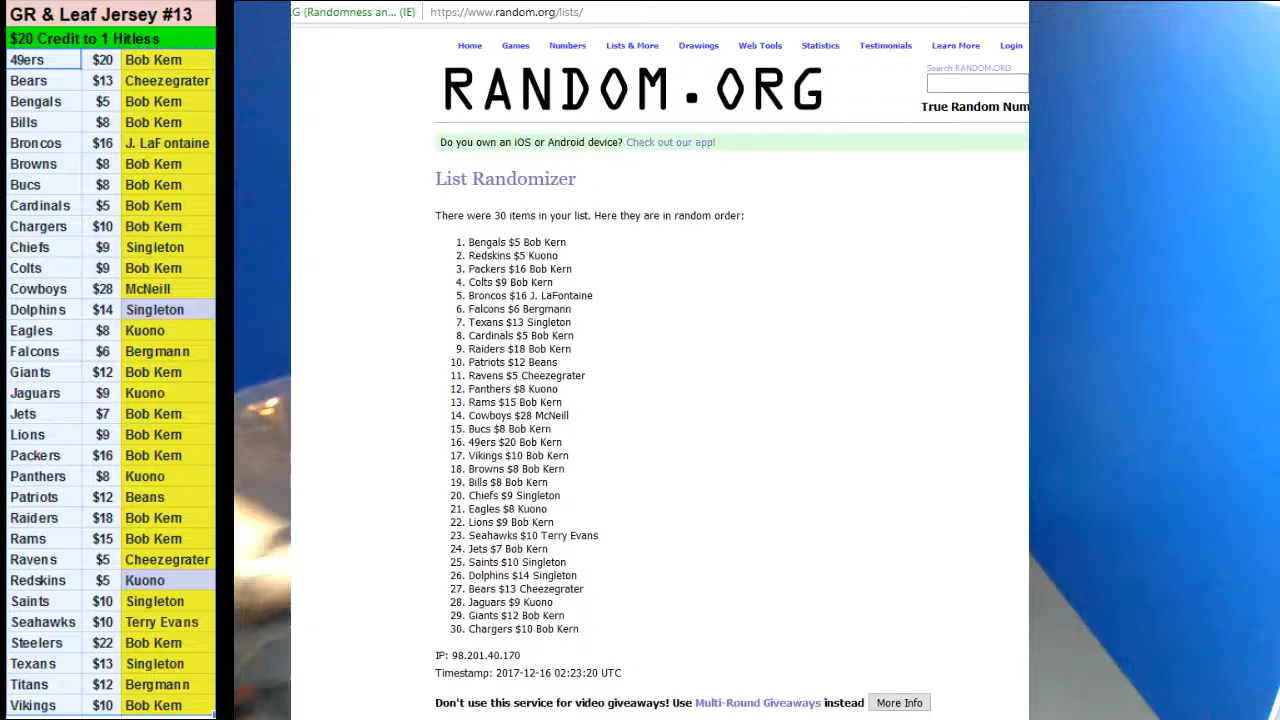 GR & Leaf Jersey #13
$20 Credit to 1 Hitless
49ers $20 Bob Kern
Bears $13 Cheezegrater
Bengals $5 Bob Kern
Bills $8 Bob Kern
Broncos $16 J. LaFontaine
Browns $8 Bob Kern
Bucs $8 Bob Kern
Cardinals $5 Bob Kern
Chargers $10 Bob Kern
Chiefs $9 Singleton
Colts $9 Bob Kern
Cowboys $28 McNeill
Dolphins $14 Singleton
Eagles $8 Kuono
Falcons $6 Bergmann
Giants $12 Bob Kern
Jaguars $9 Kuono
Jets $7 Bob Kern
Lions $9 Bob Kern
Packers $16 Bob Kern
Panthers $8 Kuono
Patriots $12 Beans
Raiders $18 Bob Kern
Rams $15 Bob Kern
Ravens $5 Cheezegrater
Redskins $5 Kuono
Saints $10 Singleton
Seahawks $10 Terry Evans
Steelers $22 Bob Kern
Texans $13 Singleton
Titans $12 Bergmann
Vikings $10 Bob Kern
G (Randomness an... (IE) https://www.random.org/lists/
Home Games Numbers Lists & More Drawings Web Tools Statistics Testimonials Learn More Login
RANDOM.ORG
Search RANDOM.ORG
True Random Num
Do you own an iOS or Android device? Check out our app!
List Randomizer
There were 30 items in your list. Here they are in random order:
1. Bengals $5 Bob Kern
2. Redskins $5 Kuono
3. Packers $16 Bob Kern
4. Colts $9 Bob Kern
5. Broncos $16 J. LaFontaine
6. Falcons $6 Bergmann
7. Texans $13 Singleton
8. Cardinals $5 Bob Kern
9. Raiders $18 Bob Kern
10. Patriots $12 Beans
11. Ravens $5 Cheezegrater
12. Panthers $8 Kuono
13. Rams $15 Bob Kern
14. Cowboys $28 McNeill
15. Bucs $8 Bob Kern
16. 49ers $20 Bob Kern
17. Vikings $10 Bob Kern
18. Browns $8 Bob Kern
19. Bills $8 Bob Kern
20. Chiefs $9 Singleton
21. Eagles $8 Kuono
22. Lions $9 Bob Kern
23. Seahawks $10 Terry Evans
24. Jets $7 Bob Kern
25. Saints $10 Singleton
26. Dolphins $14 Singleton
27. Bears $13 Cheezegrater
28. Jaguars $9 Kuono
29. Giants $12 Bob Kern
30. Chargers $10 Bob Kern
IP: 98.201.40.170
Timestamp: 2017-12-16 02:23:20 UTC
Don't use this service for video giveaways! Use Multi-Round Giveaways instead More Info